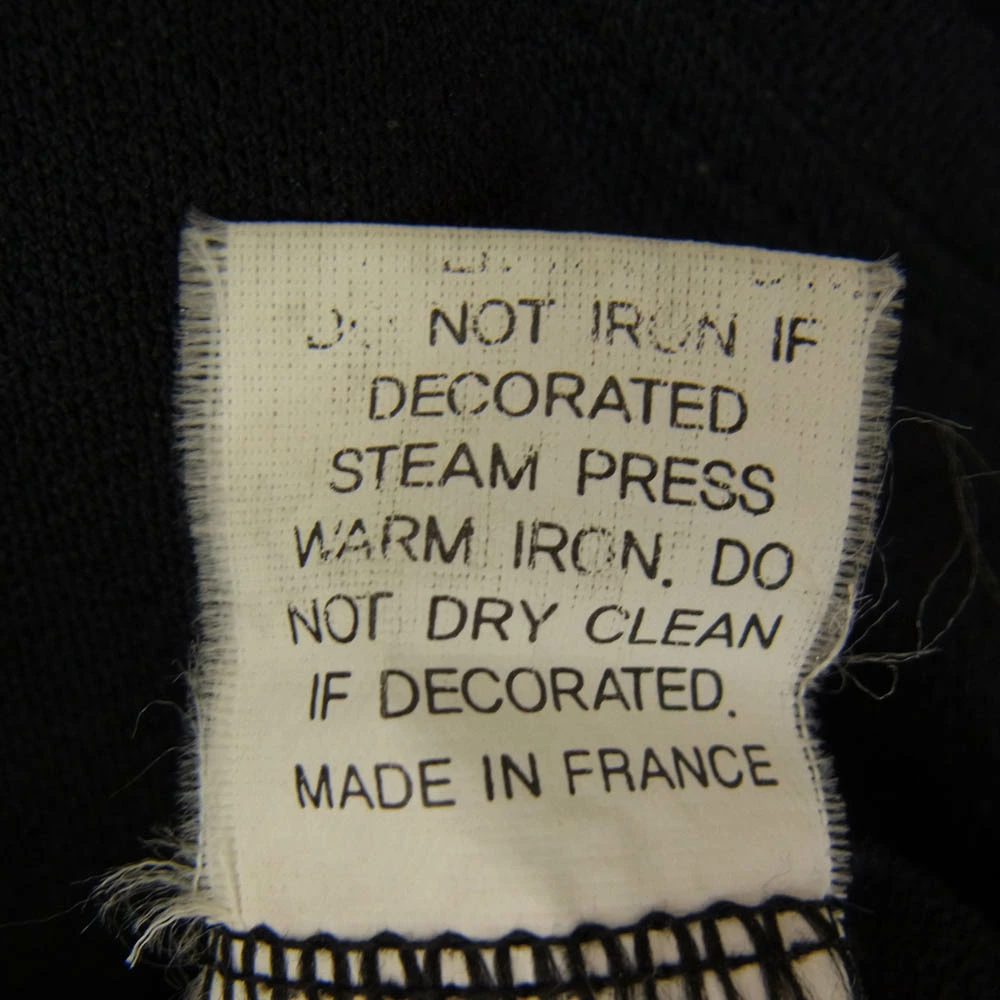 NOT IRON IF
DECORATED
STEAM PRESS
WARM IRON. DO
NOT DRY CLEAN
IF DECORATED.
MADE IN FRANCE